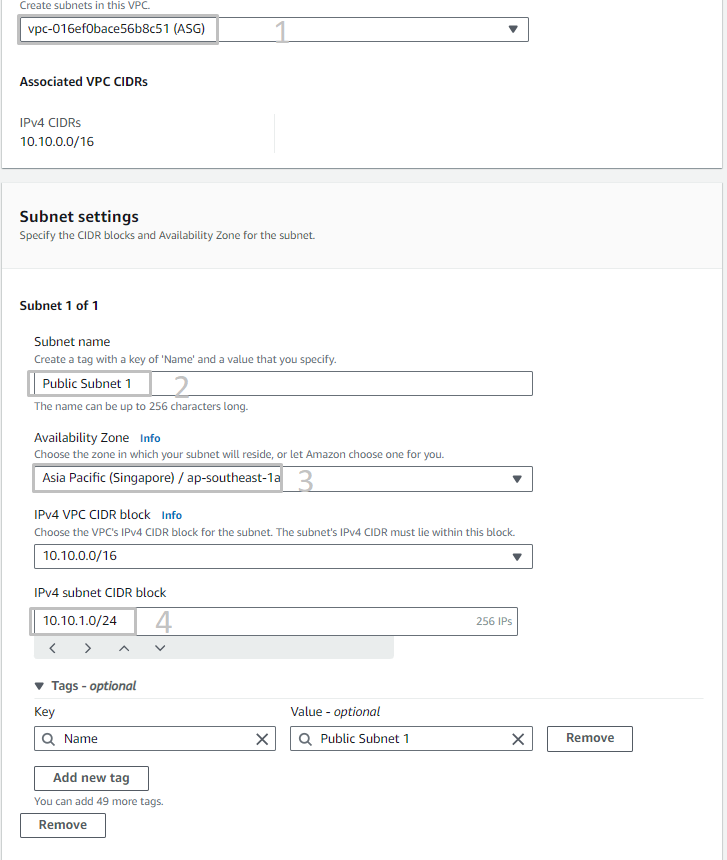 Create subnets in this VPC.
vpc-016ef0bace56b8c51 (ASG) 1
Associated VPC CIDRs
IPv4 CIDRs
10.10.0.0/16
Subnet settings
Specify the CIDR blocks and Availability Zone for the subnet.
Subnet 1 of 1
Subnet name
Create a tag with a key of 'Name' and a value that you specify.
Public Subnet 1 2
The name can be up to 256 characters long.
Availability Zone Info
Choose the zone in which your subnet will reside, or let Amazon choose one for you.
Asia Pacific (Singapore) / ap-southeast-1a 3
IPv4 VPC CIDR block Info
Choose the VPC's IPv4 CIDR block for the subnet. The subnet's IPv4 CIDR must lie within this block.
10.10.0.0/16
IPv4 subnet CIDR block
10.10.1.0/24 4 256 IPs
Tags - optional
Key Value - optional
Name Public Subnet 1 Remove
Add new tag
You can add 49 more tags.
Remove